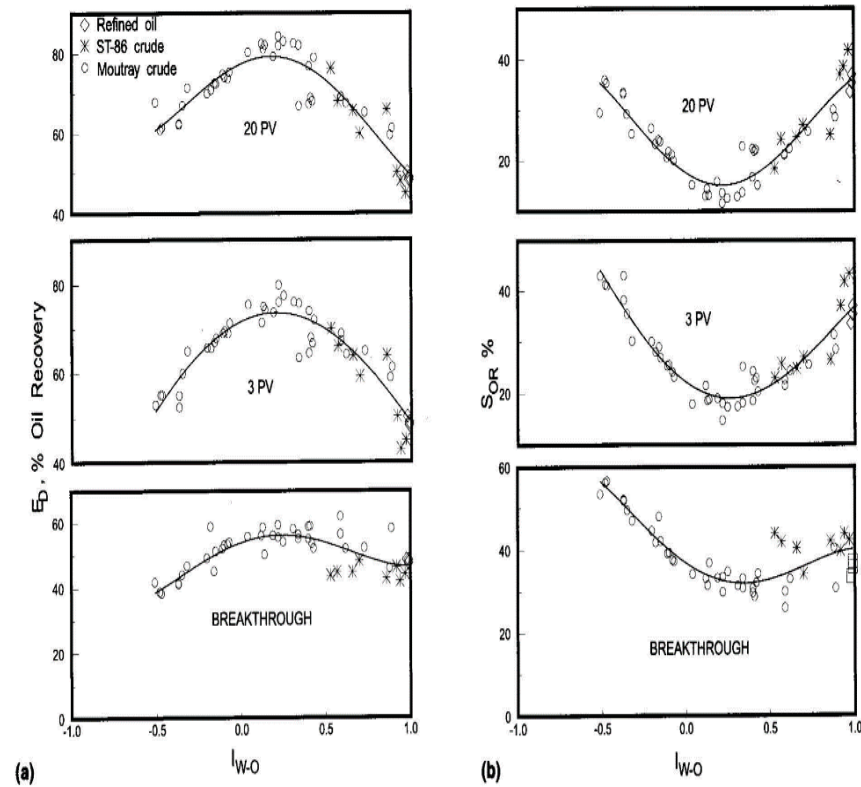 Refined oil
ST-86 crude
Moutray crude
80
60
40
20 PV
80
60
40
3 PV
60
40
20
0
BREAKTHROUGH
-1.0
-0.5
0.0
0.5
1.0
E_D, % Oil Recovery
I_W-O
(a)
40
20
20 PV
40
20
3 PV
60
40
20
0
BREAKTHROUGH
-1.0
-0.5
0.0
0.5
1.0
S_OR %
I_W-O
(b)